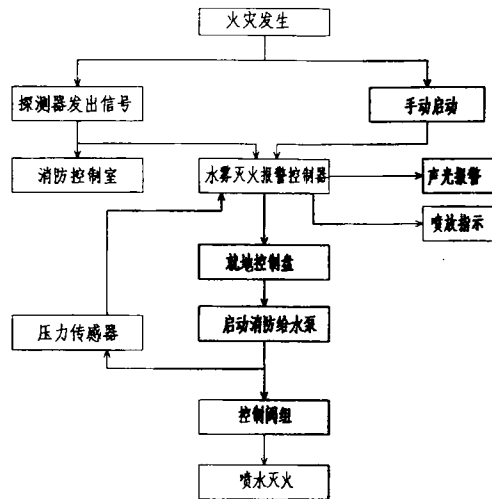 火灾发生
探测器发出信号
手动启动
消防控制室
水雾灭火报警控制器
声光报警
喷放指示
就地控制盘
启动消防给水泵
压力传感器
控制阀组
喷水灭火